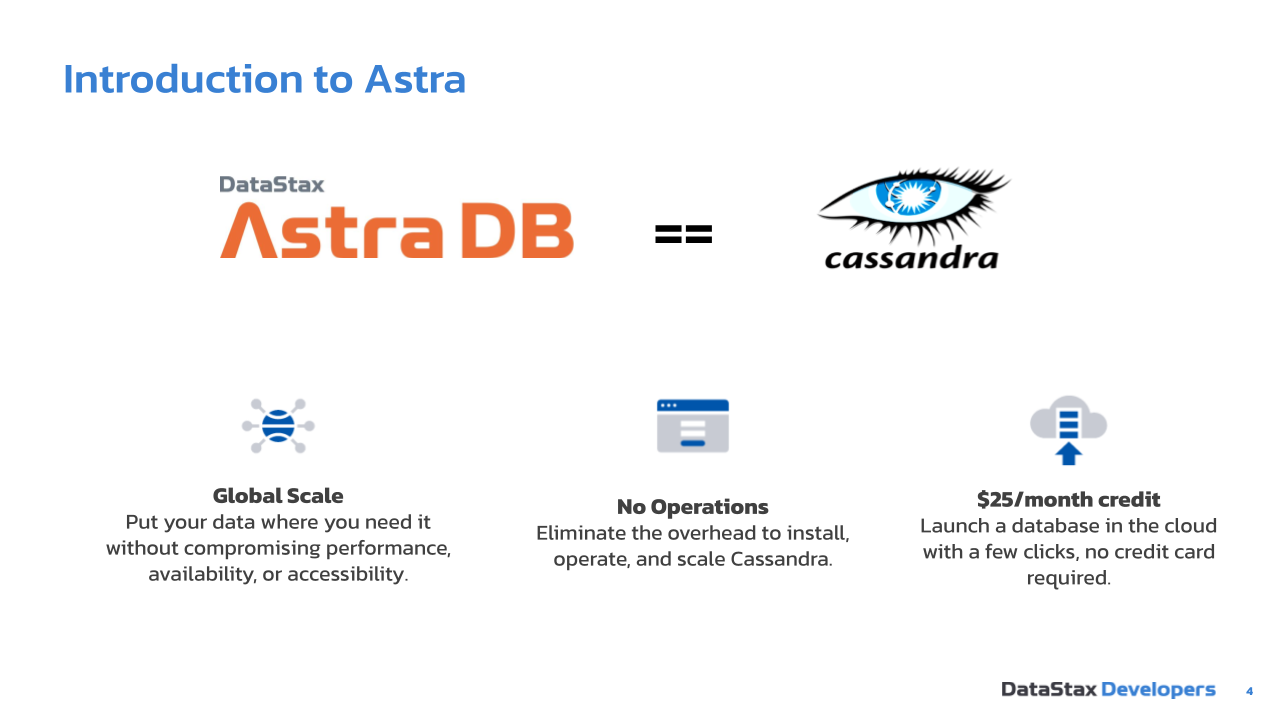 Introduction to Astra
DataStax
Astra DB
==
cassandra
Global Scale
Put your data where you need it
without compromising performance,
availability, or accessibility.
No Operations
Eliminate the overhead to install,
operate, and scale Cassandra.
$25/month credit
Launch a database in the cloud
with a few clicks, no credit card
required.
DataStax Developers
4